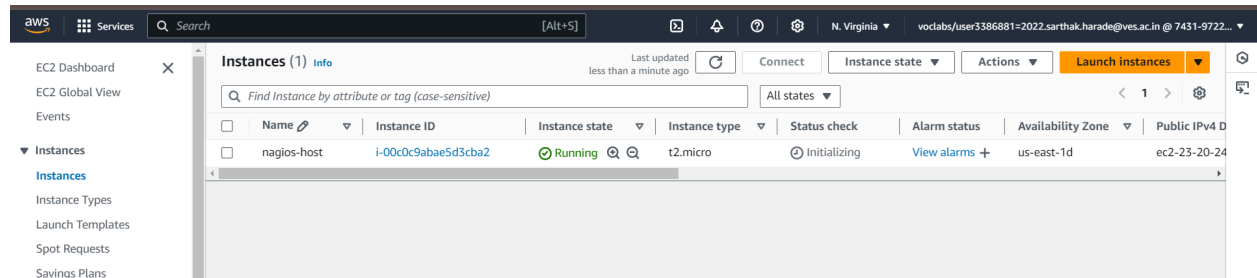 aws Services Search [Alt+S] N. Virginia voclabs/user3386881=2022.sarthak.harade@ves.ac.in @ 7431-9722...
EC2 Dashboard
EC2 Global View
Events
Instances
Instances
Instance Types
Launch Templates
Spot Requests
Savings Plans
Instances (1) Info
Last updated
less than a minute ago
Connect Instance state Actions Launch instances
Find Instance by attribute or tag (case-sensitive) All states 1
Name Instance ID Instance state Instance type Status check Alarm status Availability Zone Public IPv4 D
nagios-host i-00c0c9abae5d3cba2 Running t2.micro Initializing View alarms + us-east-1d ec2-23-20-24